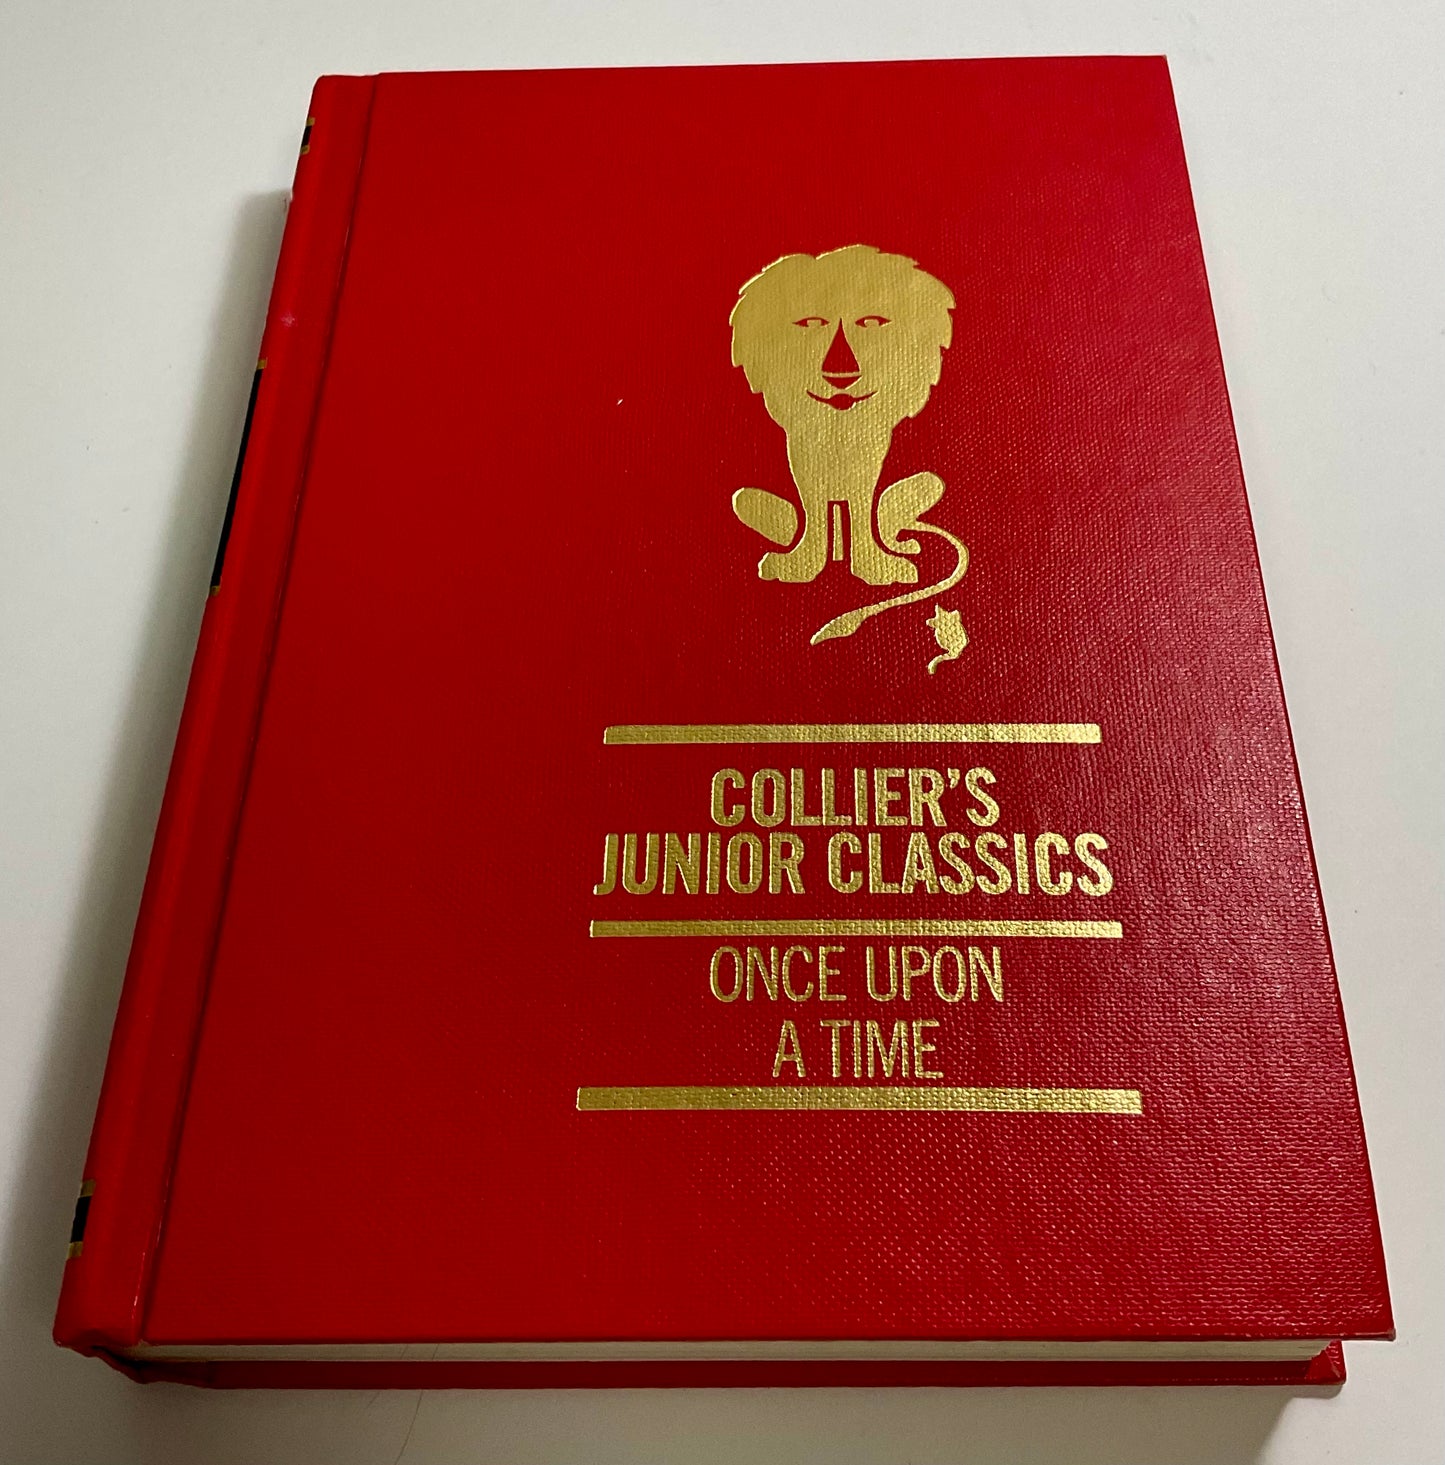 COLLIER'S
JUNIOR CLASSICS
ONCE UPON
A TIME